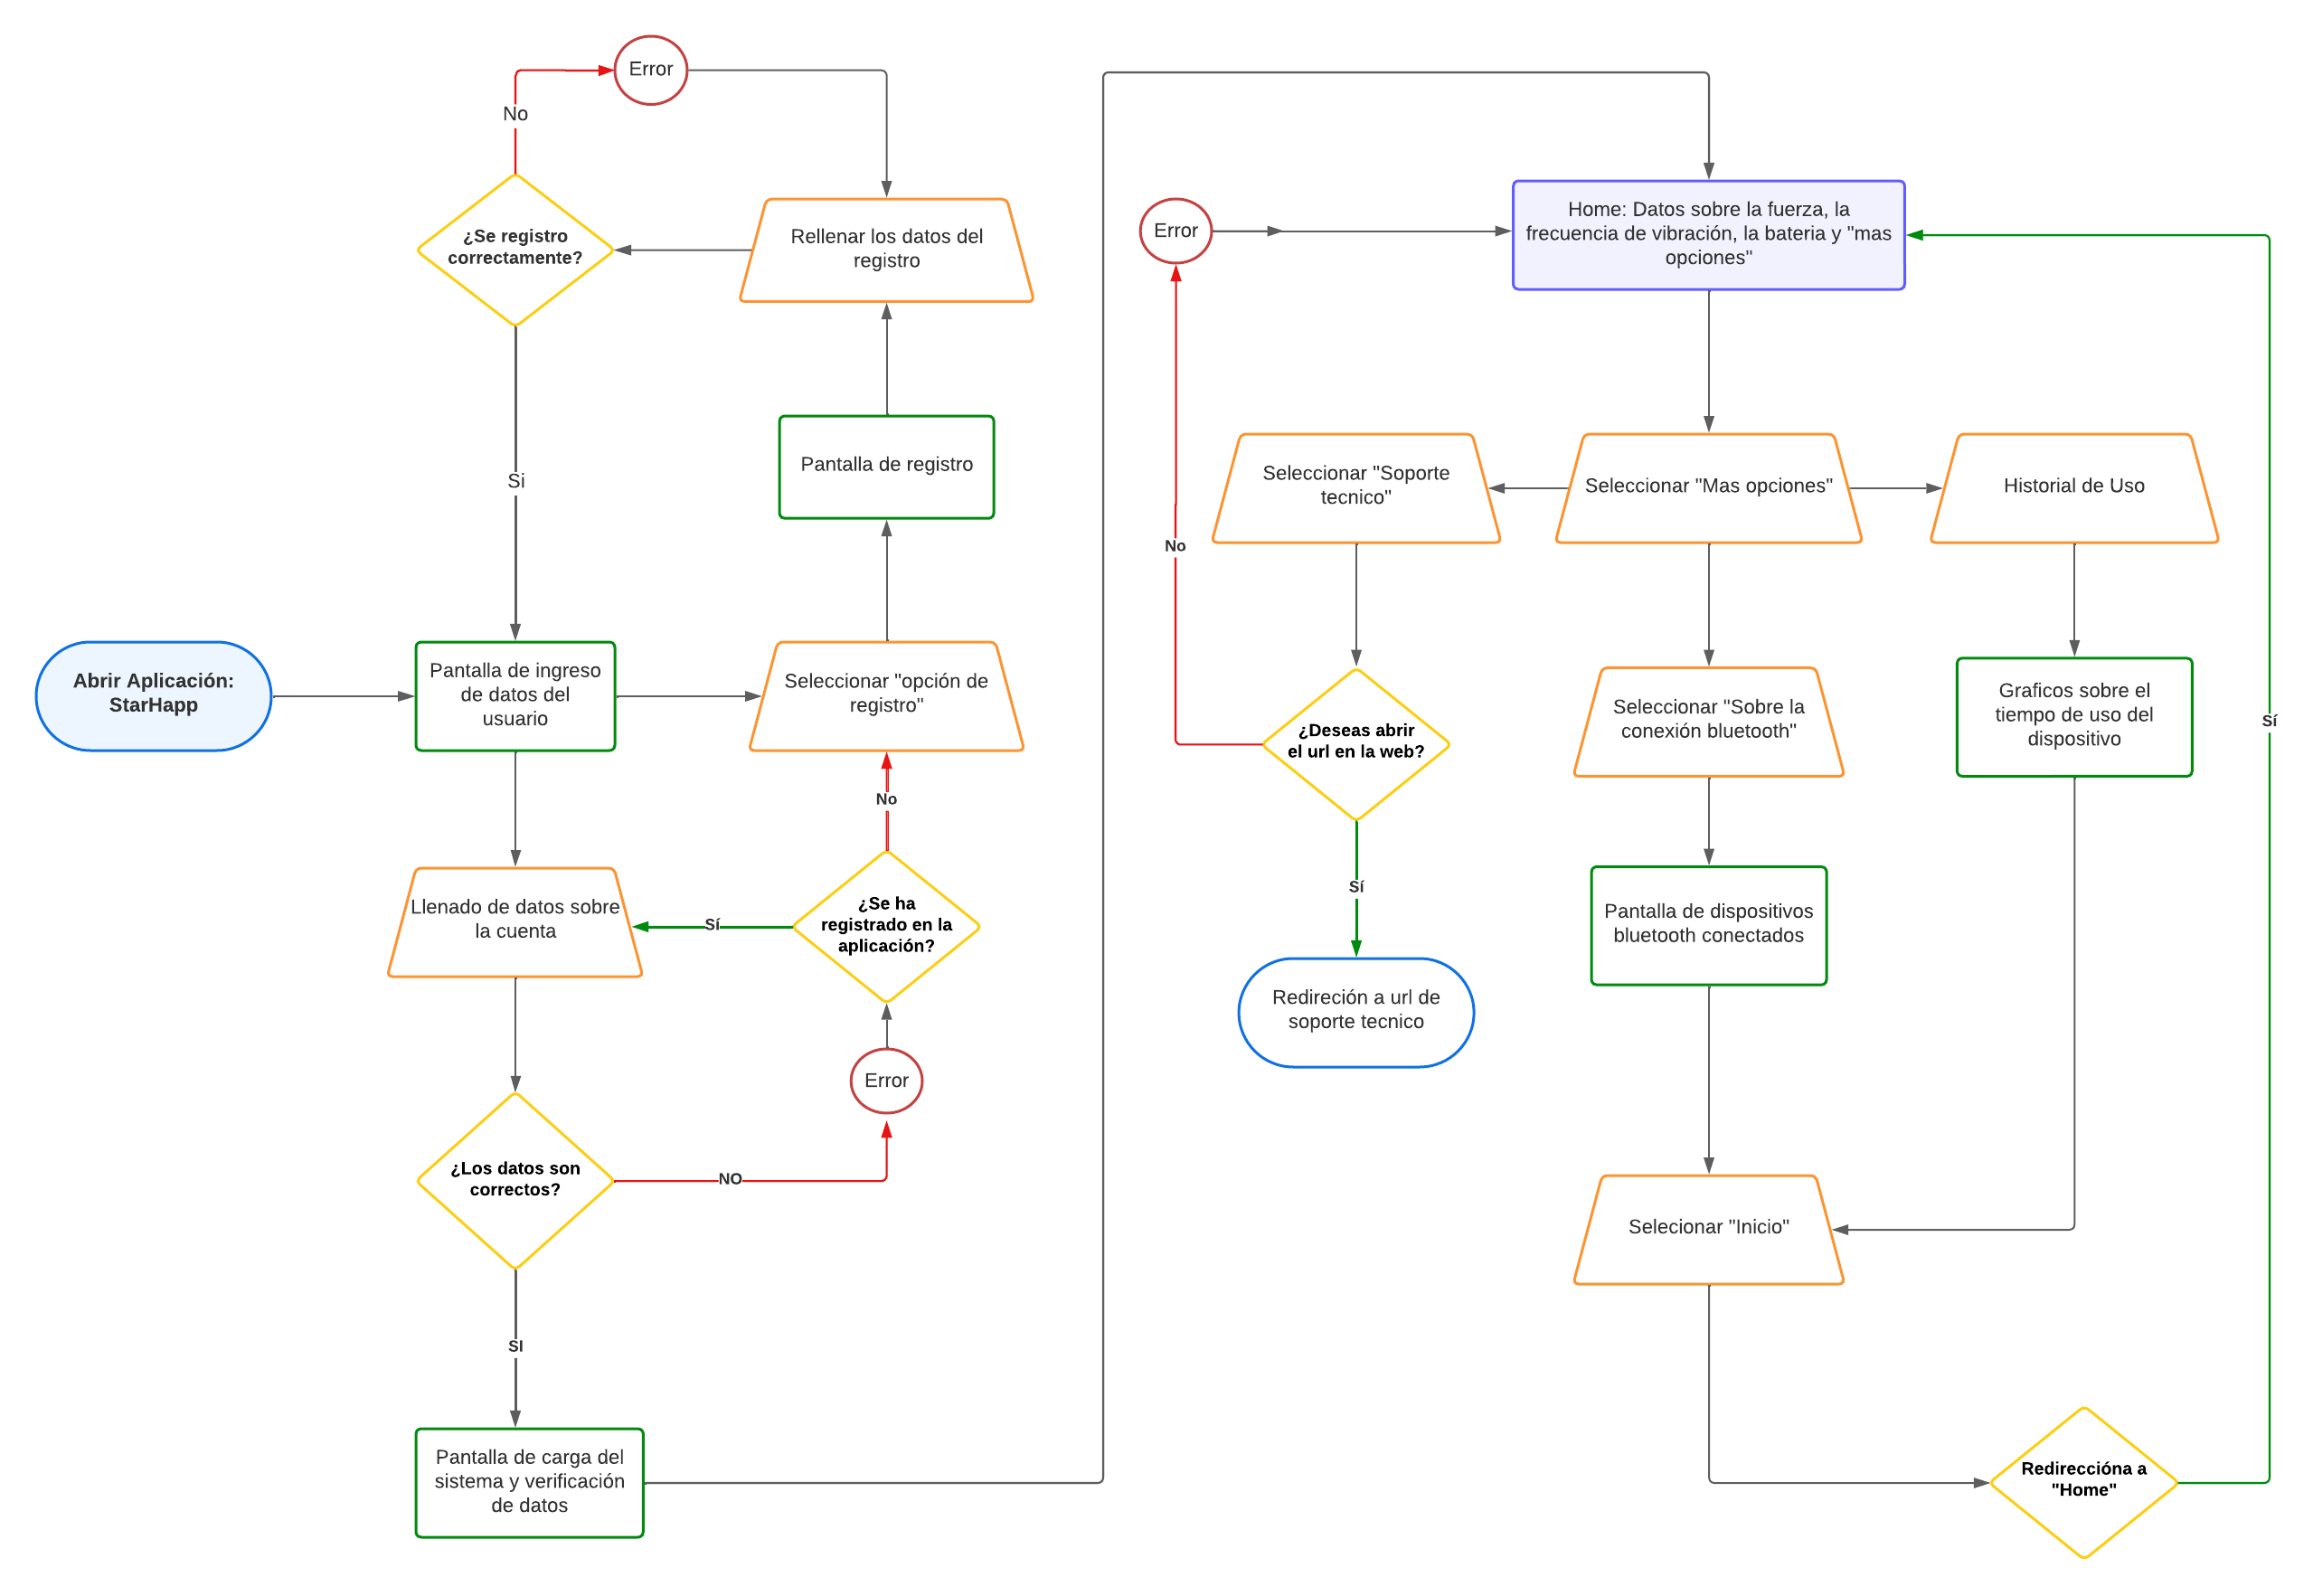 Error
No
¿Se registro
correctamente?
Rellenar los datos del
registro
Si
Pantalla de registro
Abrir Aplicación:
StarHapp
Pantalla de ingreso
de datos del
usuario
Seleccionar "opción de
registro"
No
Llenado de datos sobre
la cuenta
Sí
¿Se ha
registrado en la
aplicación?
Error
¿Los datos son
correctos?
NO
SI
Pantalla de carga del
sistema y verificación
de datos
Error
Home: Datos sobre la fuerza, la
frecuencia de vibración, la bateria y "mas
opciones"
Seleccionar "Soporte
tecnico"
Seleccionar "Mas opciones"
Historial de Uso
No
¿Deseas abrir
el url en la web?
Seleccionar "Sobre la
conexión bluetooth"
Graficos sobre el
tiempo de uso del
dispositivo
Sí
Sí
Pantalla de dispositivos
bluetooth conectados
Redireción a url de
soporte tecnico
Selecionar "Inicio"
Redireccióna a
"Home"